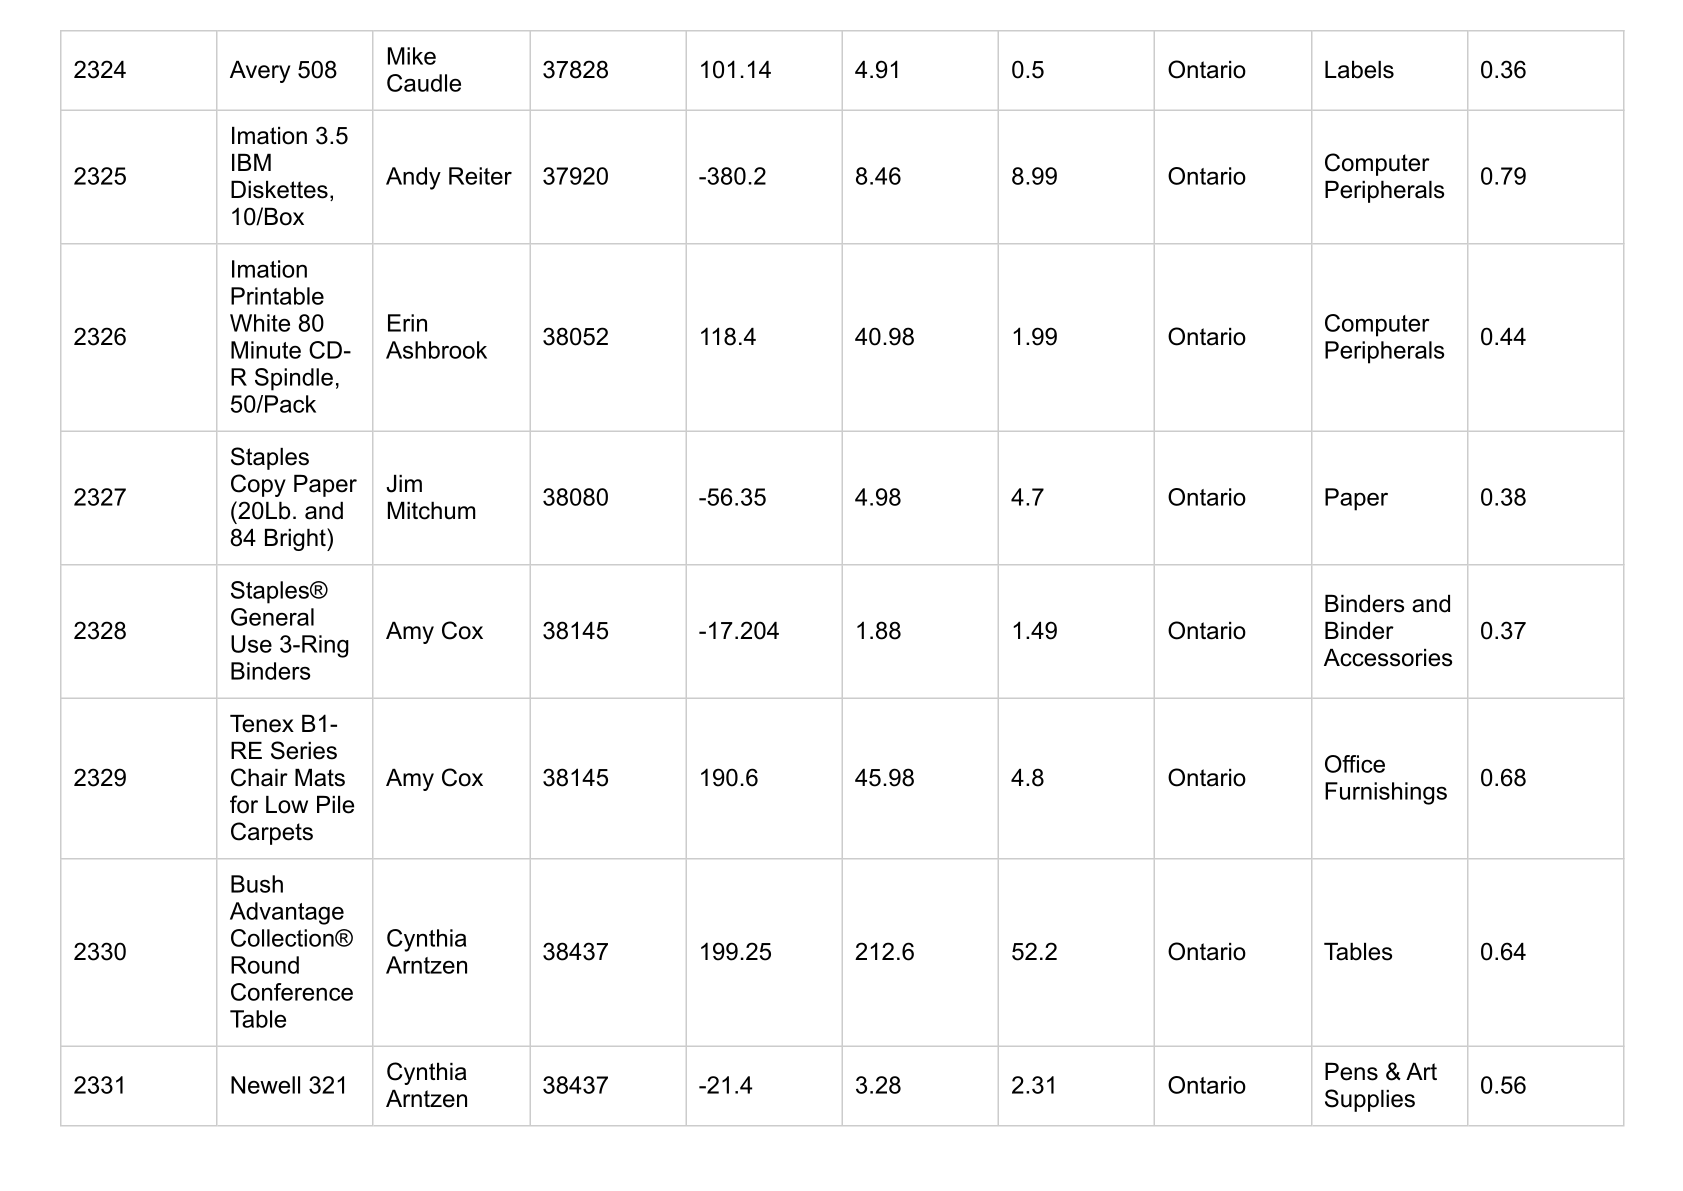 2324 Avery 508 Mike Caudle 37828 101.14 4.91 0.5 Ontario Labels 0.36
2325 Imation 3.5 IBM Diskettes, 10/Box Andy Reiter 37920 -380.2 8.46 8.99 Ontario Computer Peripherals 0.79
2326 Imation Printable White 80 Minute CD-R Spindle, 50/Pack Erin Ashbrook 38052 118.4 40.98 1.99 Ontario Computer Peripherals 0.44
2327 Staples Copy Paper (20Lb. and 84 Bright) Jim Mitchum 38080 -56.35 4.98 4.7 Ontario Paper 0.38
2328 Staples® General Use 3-Ring Binders Amy Cox 38145 -17.204 1.88 1.49 Ontario Binders and Binder Accessories 0.37
2329 Tenex B1-RE Series Chair Mats for Low Pile Carpets Amy Cox 38145 190.6 45.98 4.8 Ontario Office Furnishings 0.68
2330 Bush Advantage Collection® Round Conference Table Cynthia Arntzen 38437 199.25 212.6 52.2 Ontario Tables 0.64
2331 Newell 321 Cynthia Arntzen 38437 -21.4 3.28 2.31 Ontario Pens & Art Supplies 0.56